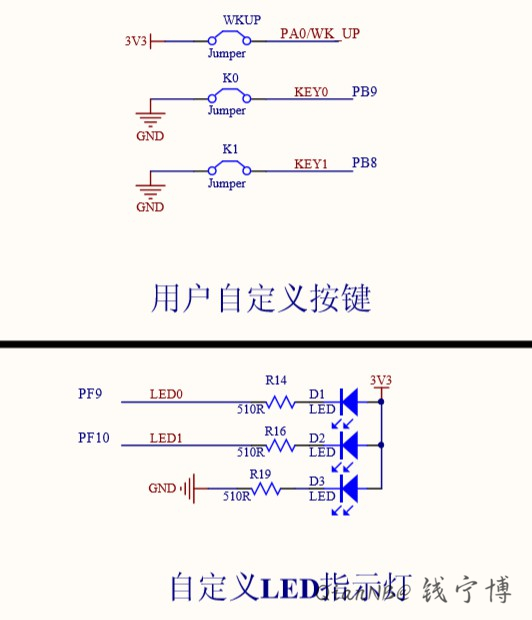 WKUP
3V3 PA0/WK_UP
Jumper
K0
KEY0 PB9
Jumper
GND
K1
KEY1 PB8
Jumper
GND
用户自定义按键
R14 3V3
PF9 LED0 D1
510R LED
R16
PF10 LED1 D2
510R LED
R19
GND D3
510R LED
自定义LED指示灯
@ 钱宁博